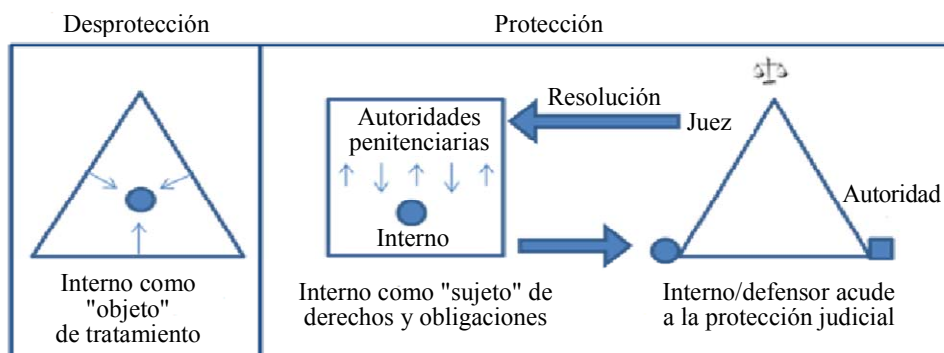 Desprotección
Protección
Interno como
"objeto"
de tratamiento
Autoridades
penitenciarias
Interno
Interno como "sujeto" de
derechos y obligaciones
Resolución
Juez
Autoridad
Interno/defensor acude
a la protección judicial